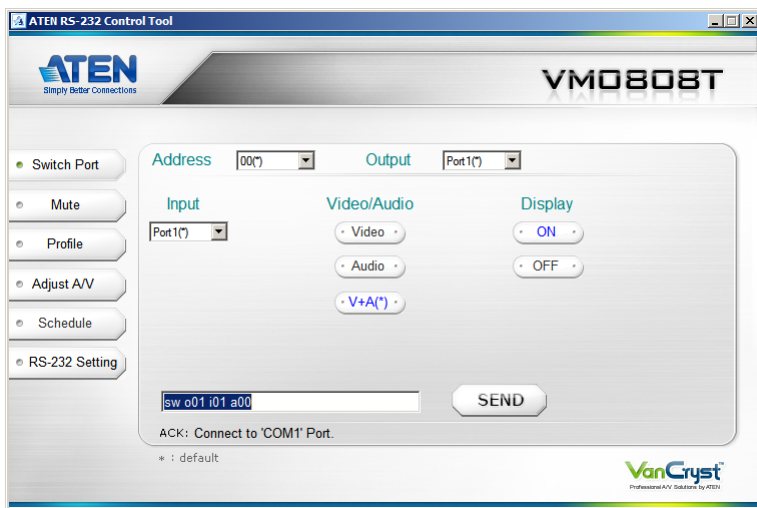 ATEN RS-232 Control Tool
ATEN
Simply Better Connections
VM0808T
Switch Port
Mute
Profile
Adjust A/V
Schedule
RS-232 Setting
Address 00(*) Output Port1(*)
Input Video/Audio Display
Port1(*) · Video · · ON ·
· Audio · · OFF ·
· V+A(*) ·
sw o01 i01 a00 SEND
ACK: Connect to 'COM1' Port.
* : default
VanCryst™
Professional A/V Solutions by ATEN